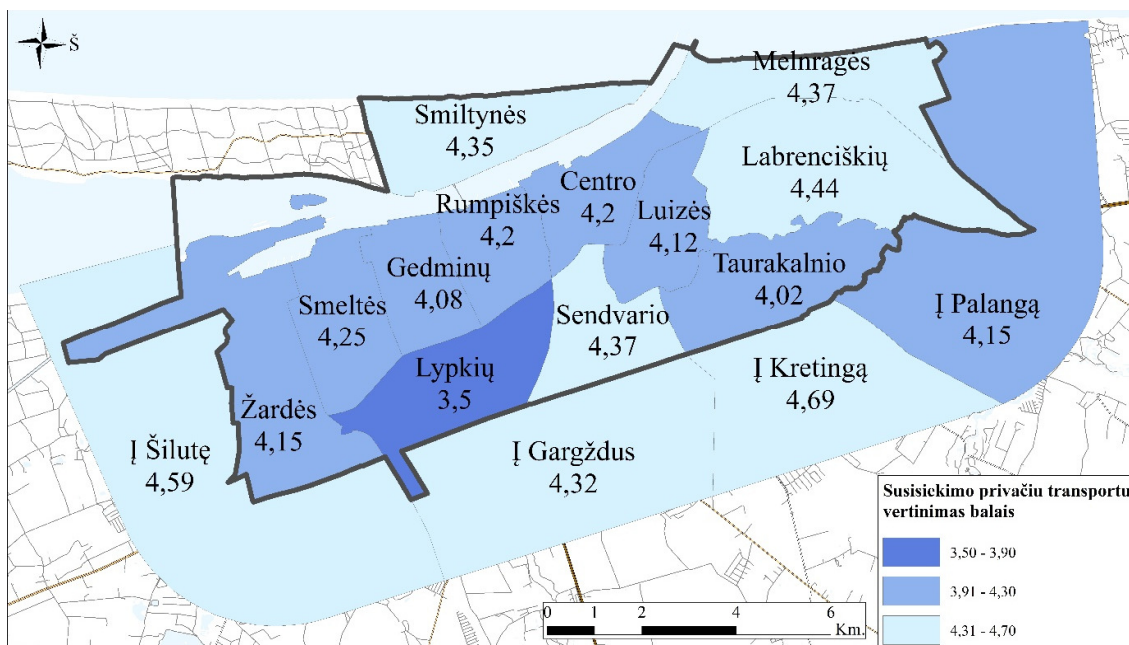 Š
Melnragės
4,37
Smiltynės
4,35
Labrenciškių
4,44
Centro
4,2
Rumpiškės
4,2
Luizės
4,12
Gedminų
4,08
Taurakalnio
4,02
Smeltės
4,25
Sendvario
4,37
Į Palangą
4,15
Lypkių
3,5
Į Kretingą
4,69
Žardės
4,15
Į Šilutę
4,59
Į Gargždus
4,32
Susisiekimo privačiu transportu
vertinimas balais
3,50 - 3,90
3,91 - 4,30
4,31 - 4,70
0 1 2 4 6
Km.